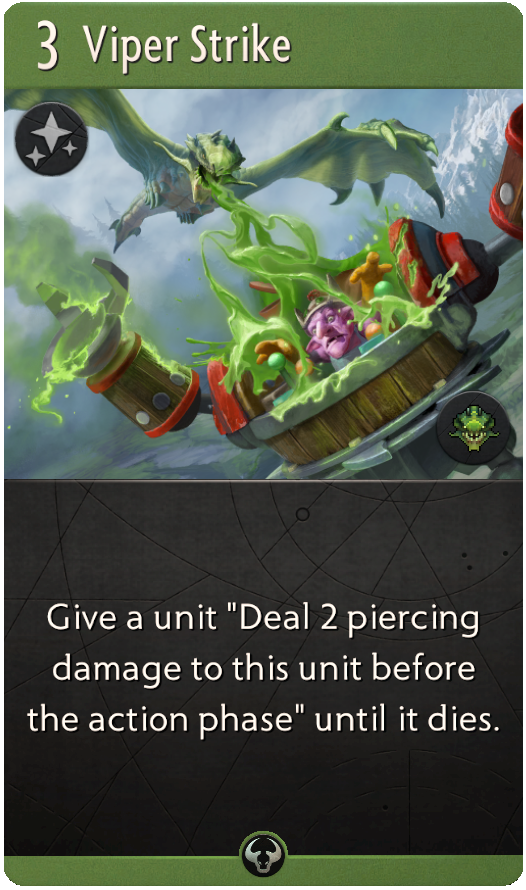 3 Viper Strike
Give a unit "Deal 2 piercing
damage to this unit before
the action phase" until it dies.